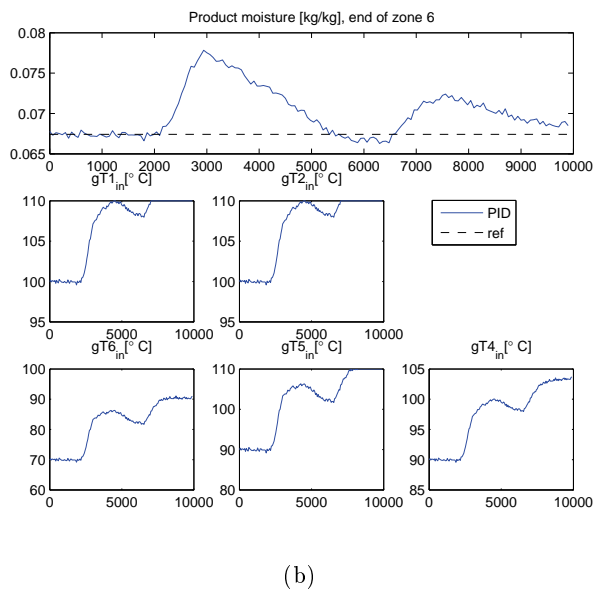 Product moisture [kg/kg], end of zone 6
0.08
0.075
0.07
0.065
0 1000 2000 3000 4000 5000 6000 7000 8000 9000 10000
gT1in[° C] gT2in[° C]
110 110
105 105
100 100
95 95
0 5000 10000 0 5000 10000
PID
ref
gT6in[° C] gT5in[° C] gT4in[° C]
100 110 105
90 100 100
80 95
70 90 90
60 80 85
0 5000 10000 0 5000 10000 0 5000 10000
(b)